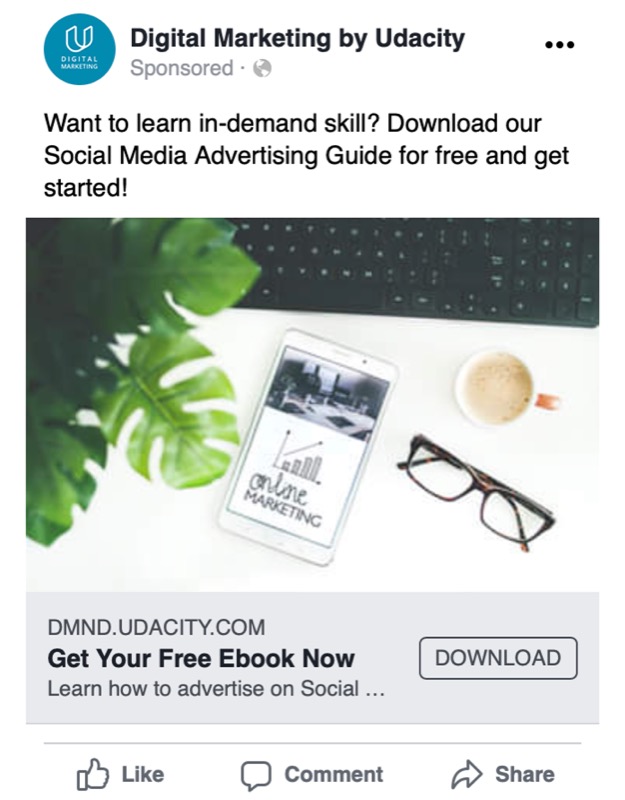 DIGITAL
MARKETING
Digital Marketing by Udacity
Sponsored ·
Want to learn in-demand skill? Download our
Social Media Advertising Guide for free and get
started!
Online
MARKETING
DMND.UDACITY.COM
Get Your Free Ebook Now
Learn how to advertise on Social ...
DOWNLOAD
Like
Comment
Share